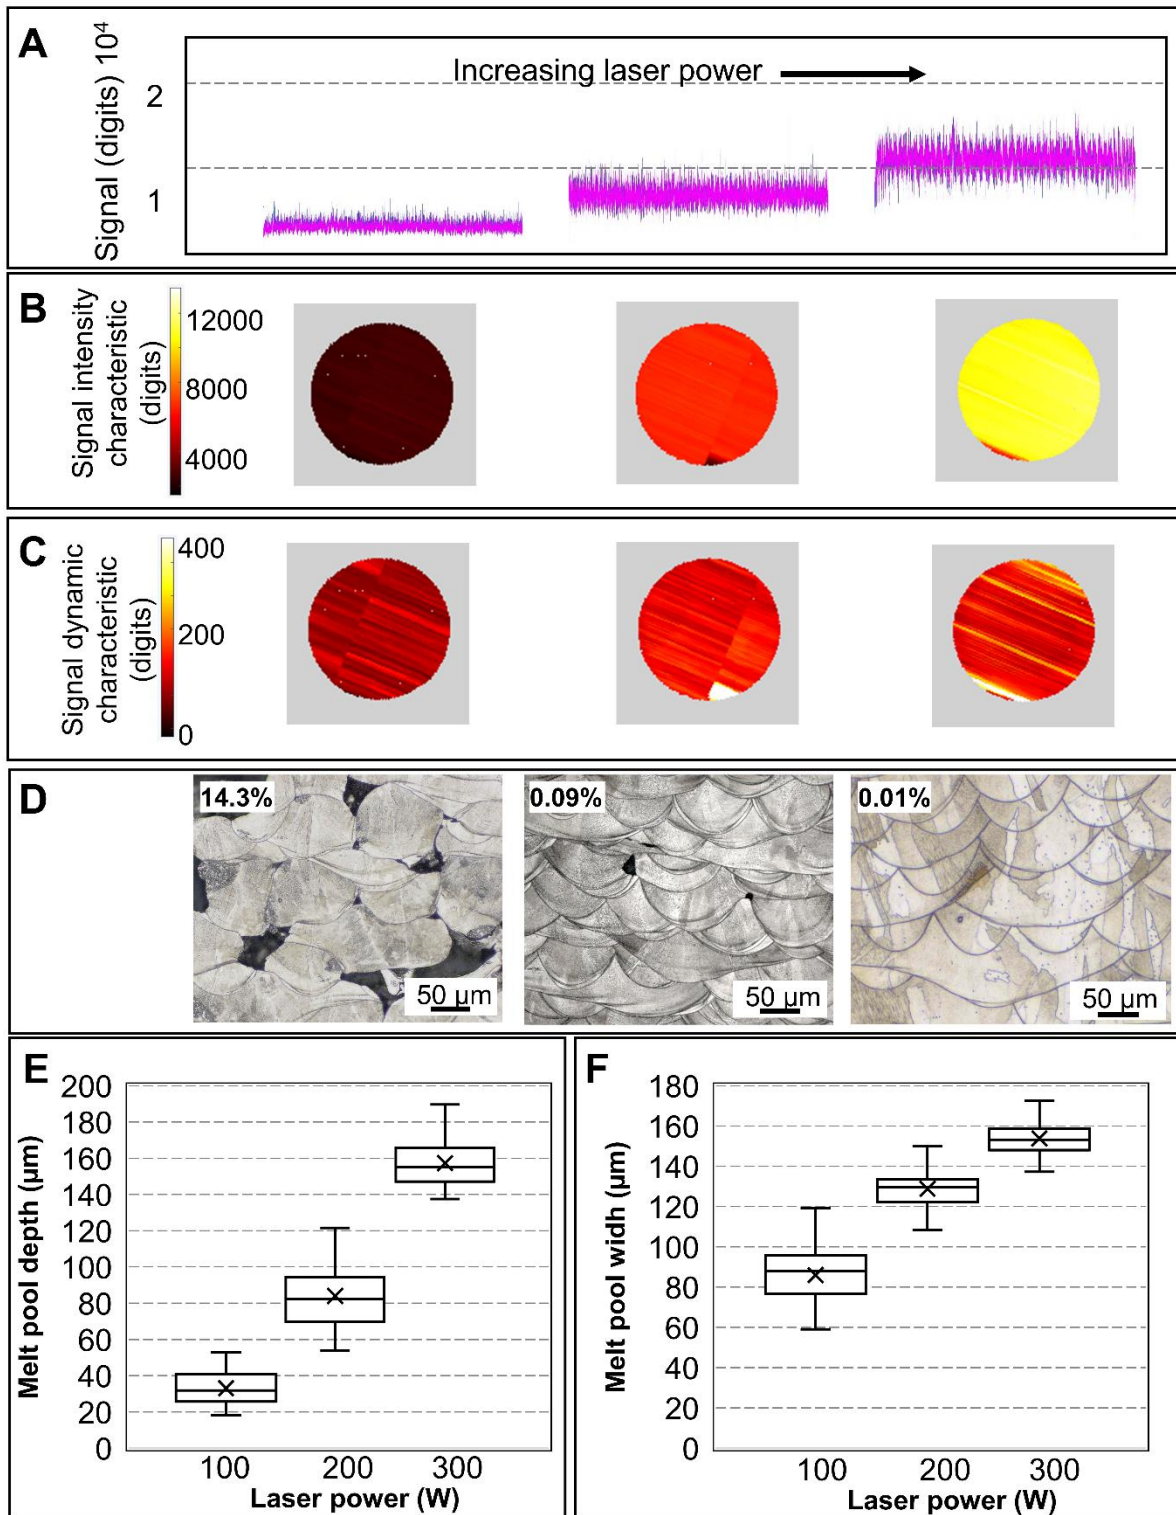 A
Signal (digits) 10⁴
Increasing laser power
2
1
B
Signal intensity
characteristic
(digits)
12000
8000
4000
C
Signal dynamic
characteristic
(digits)
400
200
0
D
14.3%
0.09%
0.01%
50 µm
50 µm
50 µm
E
Melt pool depth (µm)
200
180
160
140
120
100
80
60
40
20
0
100
200
300
Laser power (W)
F
Melt pool widh (µm)
180
160
140
120
100
80
60
40
20
0
100
200
300
Laser power (W)